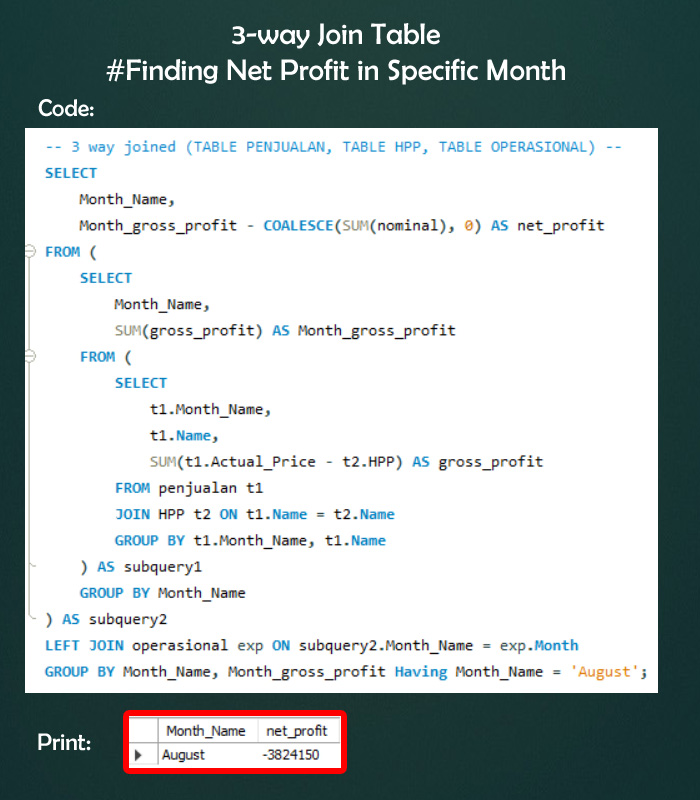 3-way Join Table
#Finding Net Profit in Specific Month
Code:
-- 3 way joined (TABLE PENJUALAN, TABLE HPP, TABLE OPERASIONAL) --
SELECT
Month_Name,
Month_gross_profit - COALESCE(SUM(nominal), 0) AS net_profit
FROM (
SELECT
Month_Name,
SUM(gross_profit) AS Month_gross_profit
FROM (
SELECT
t1.Month_Name,
t1.Name,
SUM(t1.Actual_Price - t2.HPP) AS gross_profit
FROM penjualan t1
JOIN HPP t2 ON t1.Name = t2.Name
GROUP BY t1.Month_Name, t1.Name
) AS subquery1
GROUP BY Month_Name
) AS subquery2
LEFT JOIN operasional exp ON subquery2.Month_Name = exp.Month
GROUP BY Month_Name, Month_gross_profit Having Month_Name = 'August';
Print:
Month_Name net_profit
August -3824150